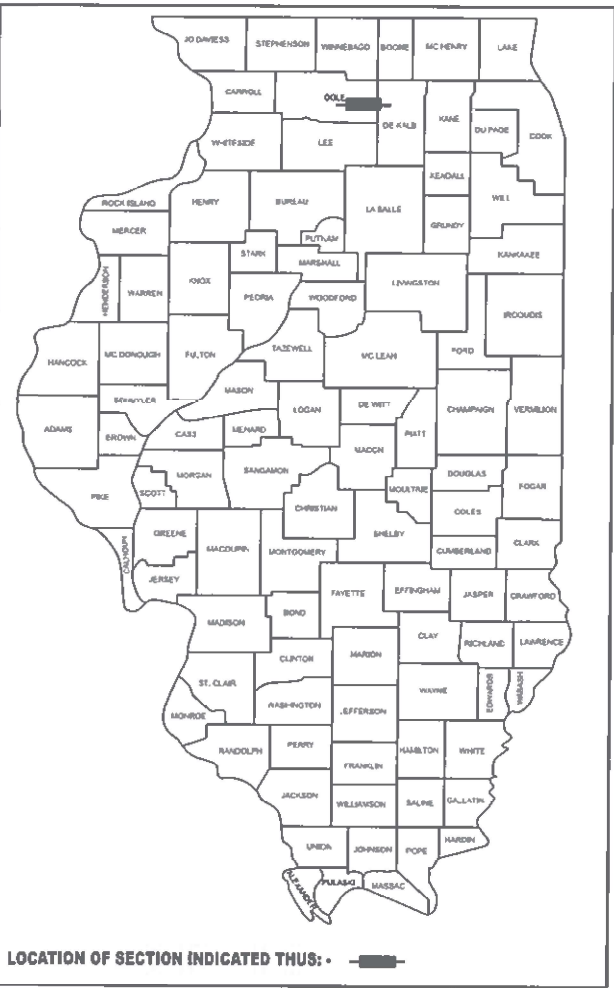 JO DAVIESS STEPHENSON WINNEBAGO BOONE MC HENRY LAKE
CARROLL OGLE DE KALB KANE DU PAGE COOK
WHITESIDE LEE
KENDALL
ROCK ISLAND HENRY BUREAU LA SALLE WILL
MERCER PUTNAM GRUNDY
STARK MARSHALL KANKAKEE
HENDERSON WARREN KNOX PEORIA WOODFORD LIVINGSTON
IROQUOIS
HANCOCK MC DONOUGH FULTON TAZEWELL MC LEAN FORD
MASON
SCHUYLER LOGAN DE WITT CHAMPAIGN VERMILION
ADAMS BROWN CASS MENARD MACON PIATT
PIKE SCOTT MORGAN SANGAMON MOULTRIE DOUGLAS EDGAR
CHRISTIAN COLES
CALHOUN GREENE MACOUPIN MONTGOMERY SHELBY CUMBERLAND CLARK
JERSEY
MADISON BOND FAYETTE EFFINGHAM JASPER CRAWFORD
CLAY RICHLAND LAWRENCE
CLINTON MARION
ST. CLAIR WASHINGTON JEFFERSON WAYNE EDWARDS WABASH
MONROE
RANDOLPH PERRY FRANKLIN HAMILTON WHITE
JACKSON WILLIAMSON SALINE GALLATIN
UNION JOHNSON POPE HARDIN
ALEXANDER PULASKI MASSAC
LOCATION OF SECTION INDICATED THUS: -